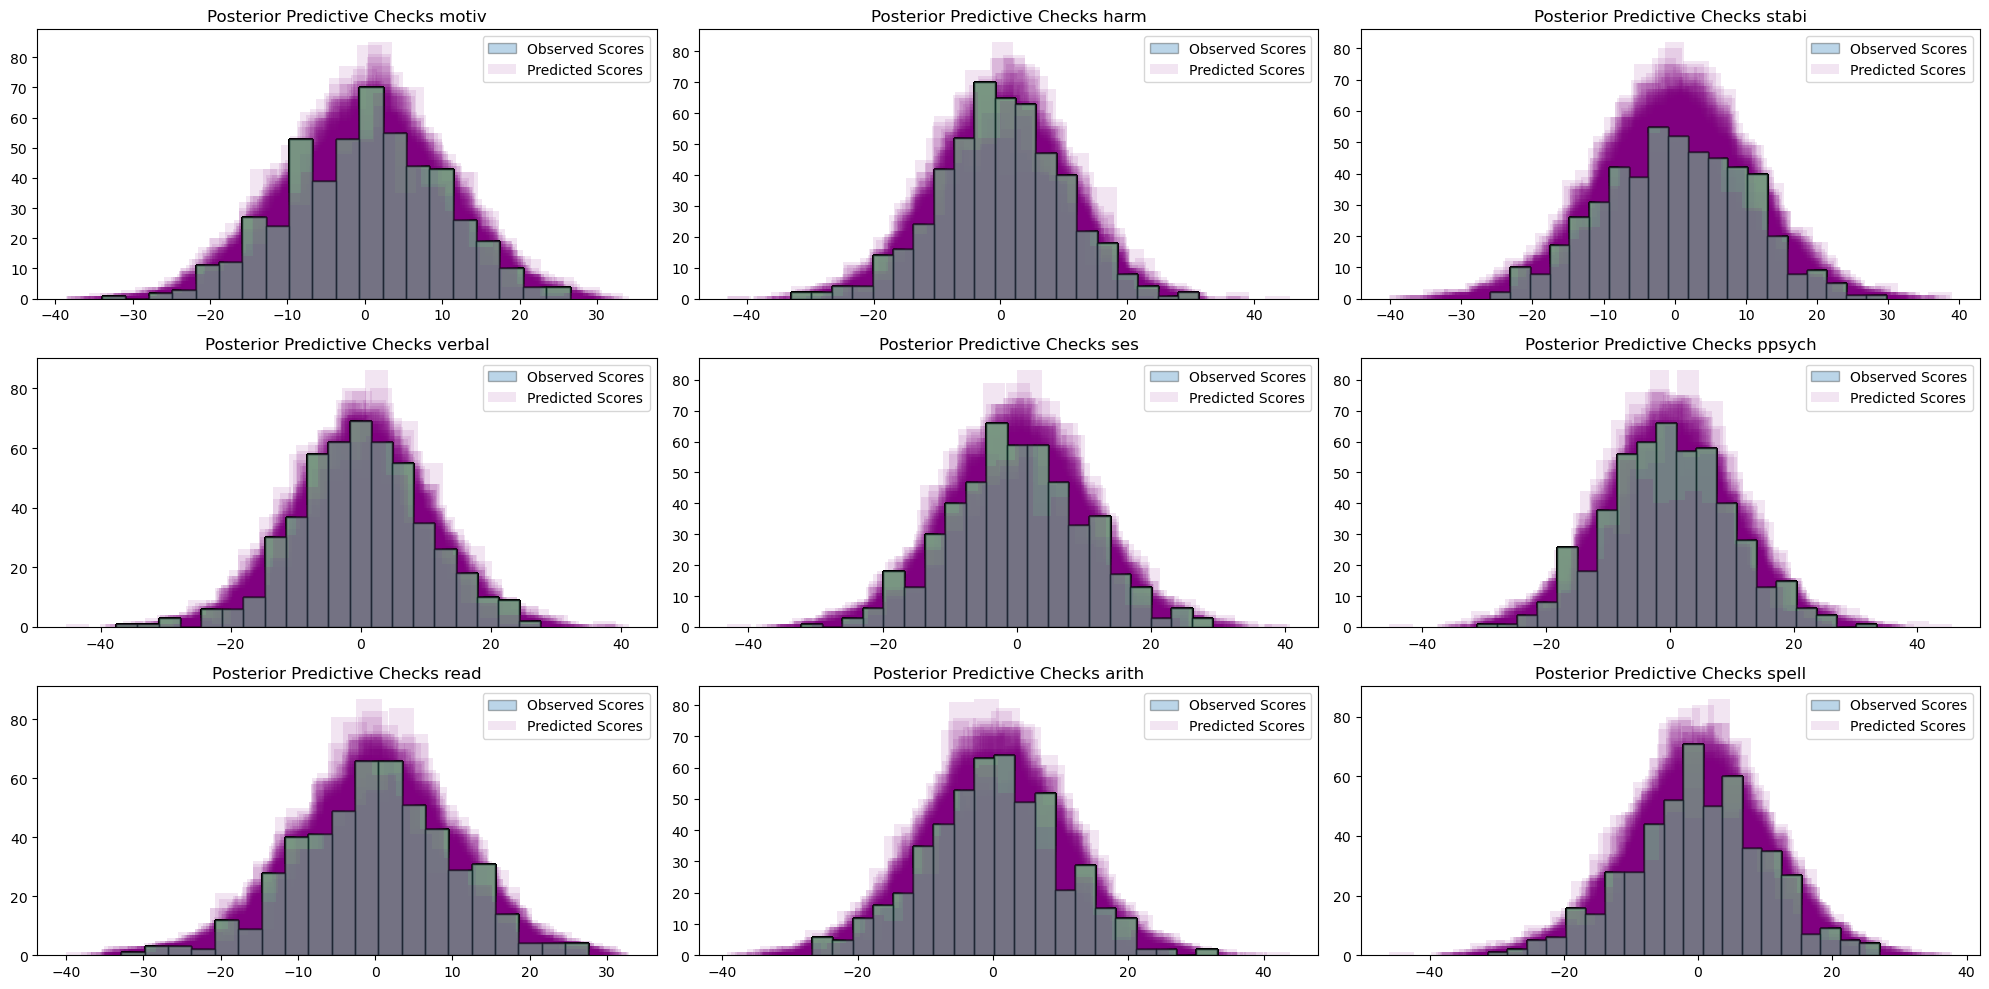 Posterior Predictive Checks motiv
Observed Scores
Predicted Scores
80
70
60
50
40
30
20
10
0
−40 −30 −20 −10 0 10 20 30
Posterior Predictive Checks harm
Observed Scores
Predicted Scores
80
70
60
50
40
30
20
10
0
−20 0 20 40
Posterior Predictive Checks stabi
Observed Scores
Predicted Scores
80
70
60
50
40
30
20
10
0
−40 −30 −20 −10 0 10 20 30 40
Posterior Predictive Checks verbal
Observed Scores
Predicted Scores
80
60
40
20
0
−40 −20 0 20 40
Posterior Predictive Checks ses
Observed Scores
Predicted Scores
80
70
60
50
40
30
20
10
0
−40 −20 0 20 40
Posterior Predictive Checks ppsych
Observed Scores
Predicted Scores
80
70
60
50
40
30
20
10
0
−40 −20 0 20 40
Posterior Predictive Checks read
Observed Scores
Predicted Scores
80
60
40
20
0
−40 −30 −20 −10 0 10 20 30
Posterior Predictive Checks arith
Observed Scores
Predicted Scores
80
70
60
50
40
30
20
10
0
−40 −20 0 20 40
Posterior Predictive Checks spell
Observed Scores
Predicted Scores
80
60
40
20
0
−40 −20 0 20 40